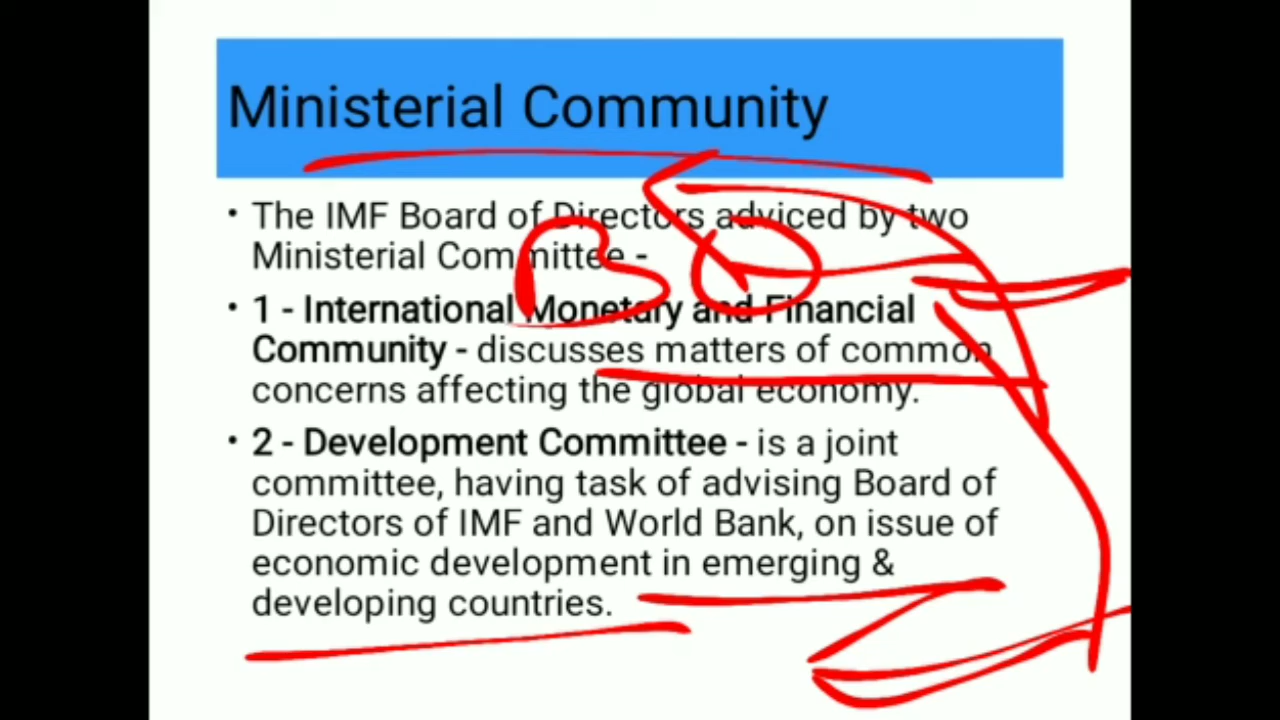 Ministerial Community
• The IMF Board of Directors adviced by two
Ministerial Committee -
• 1 - International Monetary and Financial
Community - discusses matters of common
concerns affecting the global economy.
• 2 - Development Committee - is a joint
committee, having task of advising Board of
Directors of IMF and World Bank, on issue of
economic development in emerging &
developing countries.
B O